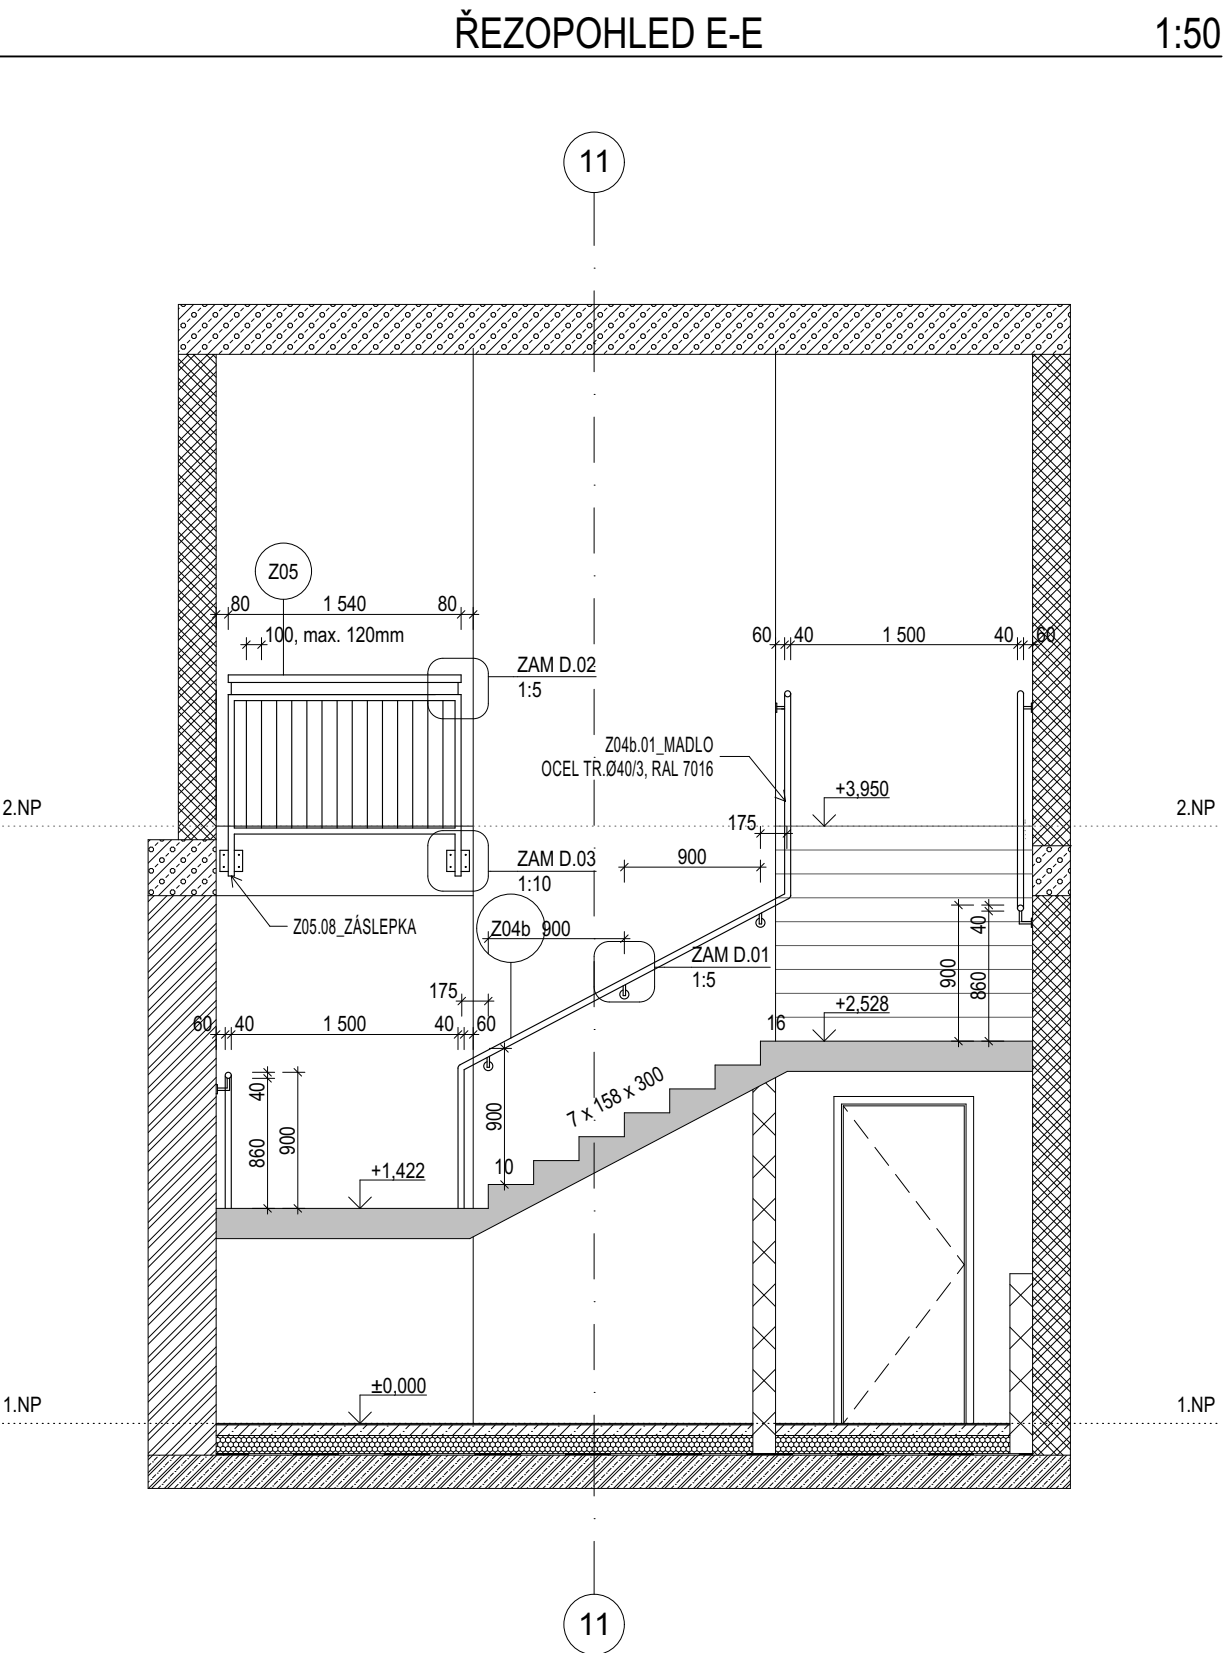 ŘEZOPOHLED E-E 1:50
11
Z05
80 1 540 80
100, max. 120mm
60 40 1 500 40 60
ZAM D.02
1:5
Z04b.01_MADLO
OCEL TR.Ø40/3, RAL 7016
+3,950
2.NP 2.NP
175
900
ZAM D.03
1:10
Z05.08_ZÁSLEPKA
Z04b 900
40
900
860
ZAM D.01
1:5
175
+2,528
16
60 40 1 500 40 60
7 x 158 x 300
40
860
900
900
10
+1,422
±0,000
1.NP 1.NP
11